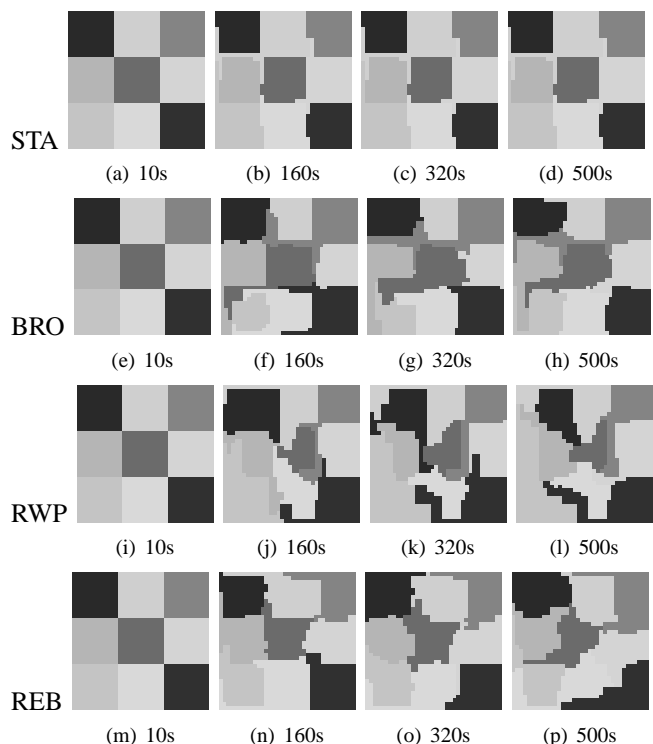 STA
(a) 10s (b) 160s (c) 320s (d) 500s
BRO
(e) 10s (f) 160s (g) 320s (h) 500s
RWP
(i) 10s (j) 160s (k) 320s (l) 500s
REB
(m) 10s (n) 160s (o) 320s (p) 500s